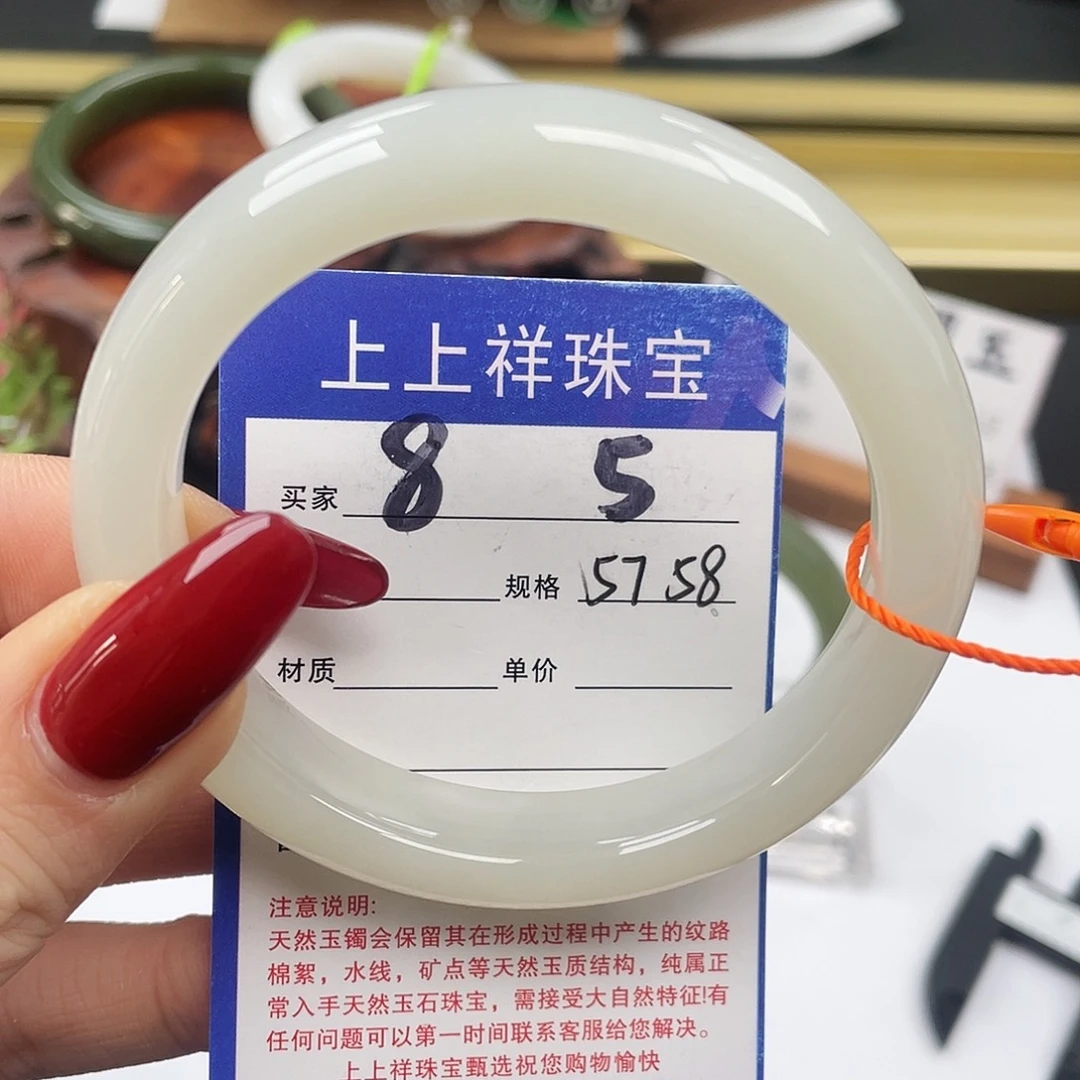 上上祥珠宝
买家 8 5
规格 57 58
材质 单价
注意说明:
天然玉镯会保留其在形成过程中产生的纹路
棉絮，水线，矿点等天然玉质结构，纯属正
常入手天然玉石珠宝，需接受大自然特征!有
任何问题可以第一时间联系客服给您解决。
上上祥珠宝甄选祝您购物愉快
五